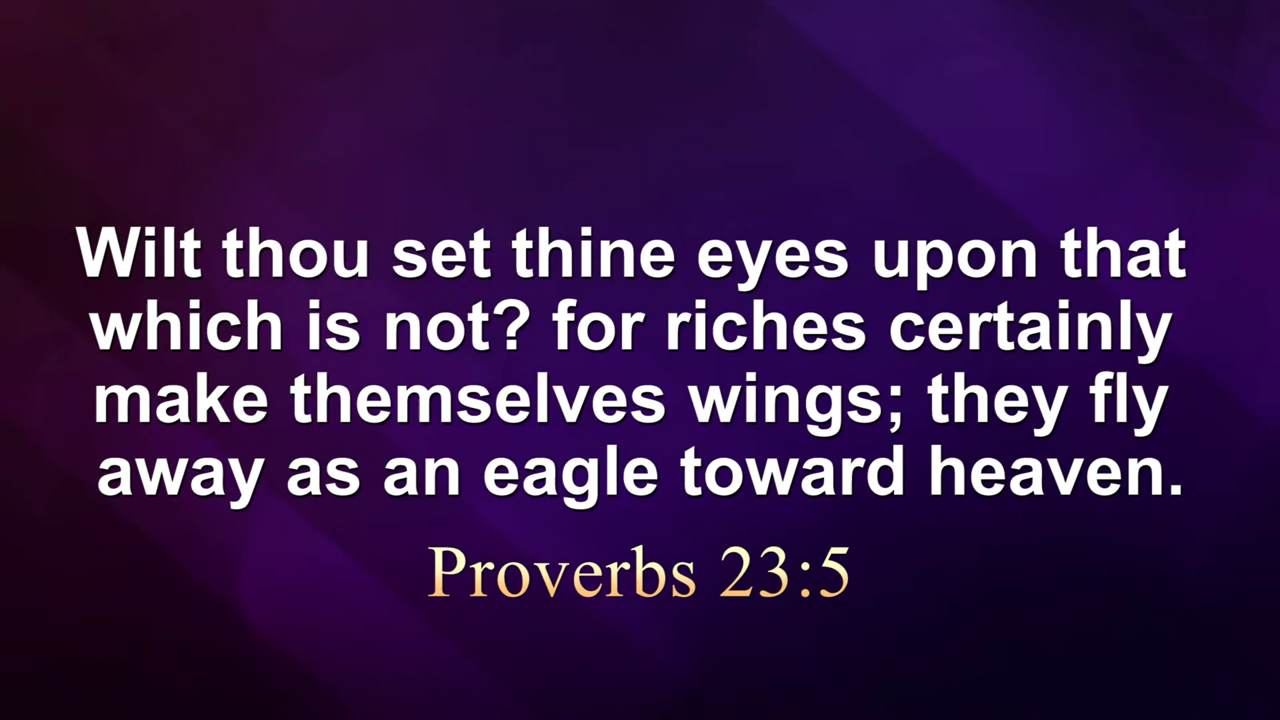 Wilt thou set thine eyes upon that
which is not? for riches certainly
make themselves wings; they fly
away as an eagle toward heaven.
Proverbs 23:5